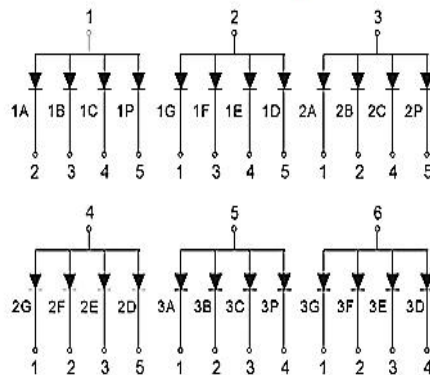 1 2 3
1A 1B 1C 1P 1G 1F 1E 1D 2A 2B 2C 2P
2 3 4 5 1 3 4 5 1 2 4 5
4 5 6
2G 2F 2E 2D 3A 3B 3C 3P 3G 3F 3E 3D
1 2 3 5 1 2 3 4 1 2 3 4